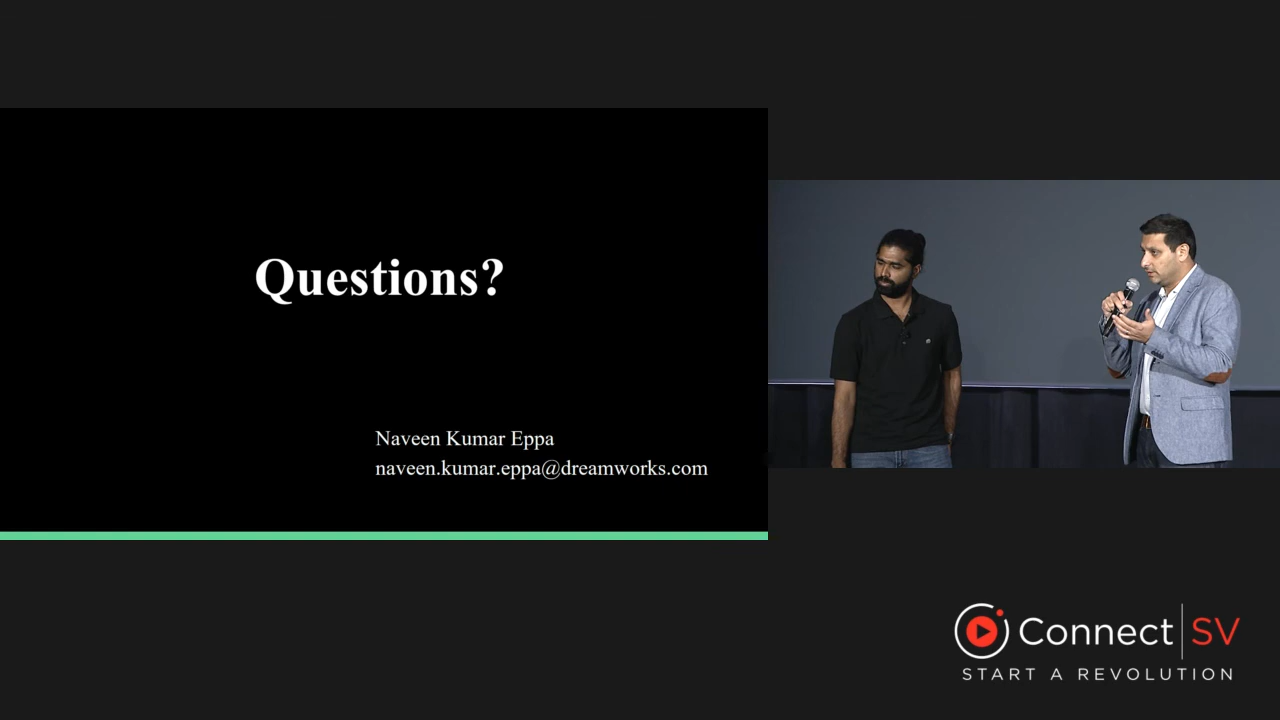 Questions?
Naveen Kumar Eppa
naveen.kumar.eppa@dreamworks.com
Connect SV
START A REVOLUTION